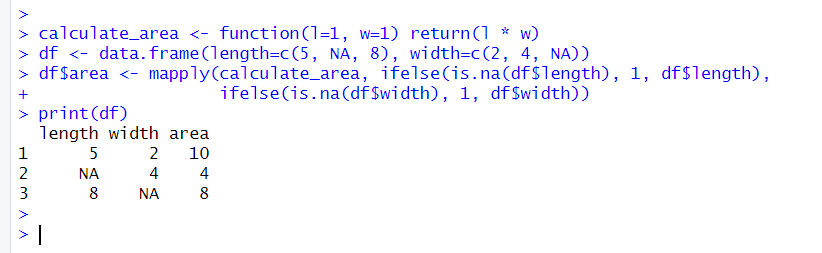 >
> calculate_area <- function(l=1, w=1) return(l * w)
> df <- data.frame(length=c(5, NA, 8), width=c(2, 4, NA))
> df$area <- mapply(calculate_area, ifelse(is.na(df$length), 1, df$length),
+                   ifelse(is.na(df$width), 1, df$width))
> print(df)
  length width area
1      5     2   10
2     NA     4    4
3      8    NA    8
>
>